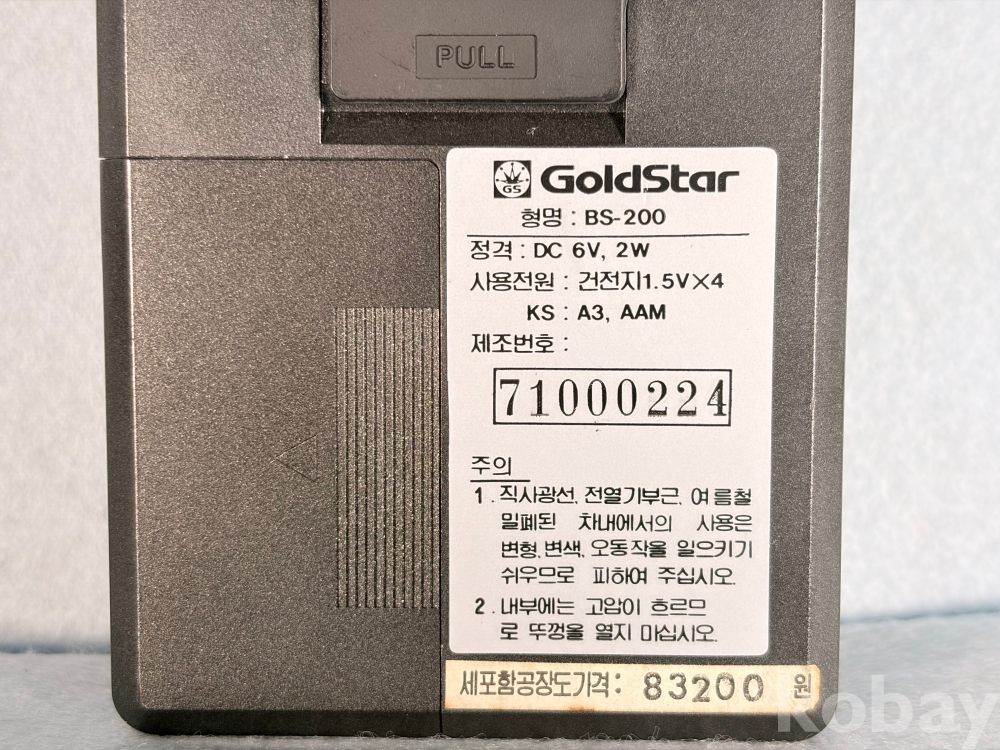 PULL
GS GoldStar
형명 : BS-200
정격 : DC 6V, 2W
사용전원 : 건전지1.5V×4
KS : A3, AAM
제조번호 :
71000224
주의
1. 직사광선, 전열기부근, 여름철
밀폐된 차내에서의 사용은
변형, 변색, 오동작을 일으키기
쉬우므로 피하여 주십시오.
2. 내부에는 고압이 흐르므
로 뚜껑을 열지 마십시오.
세포함공장도가격: 83200 원
Kobay